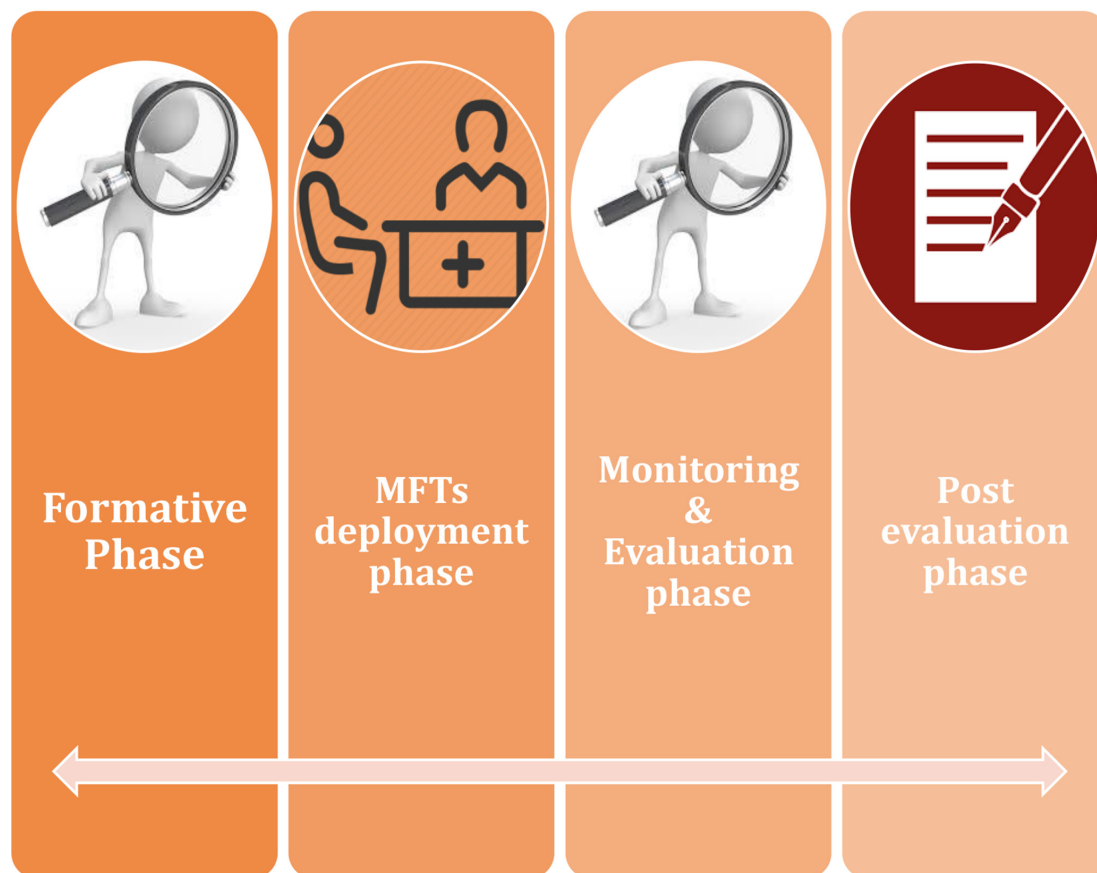 Formative
Phase
MFTs
deployment
phase
Monitoring
&
Evaluation
phase
Post
evaluation
phase